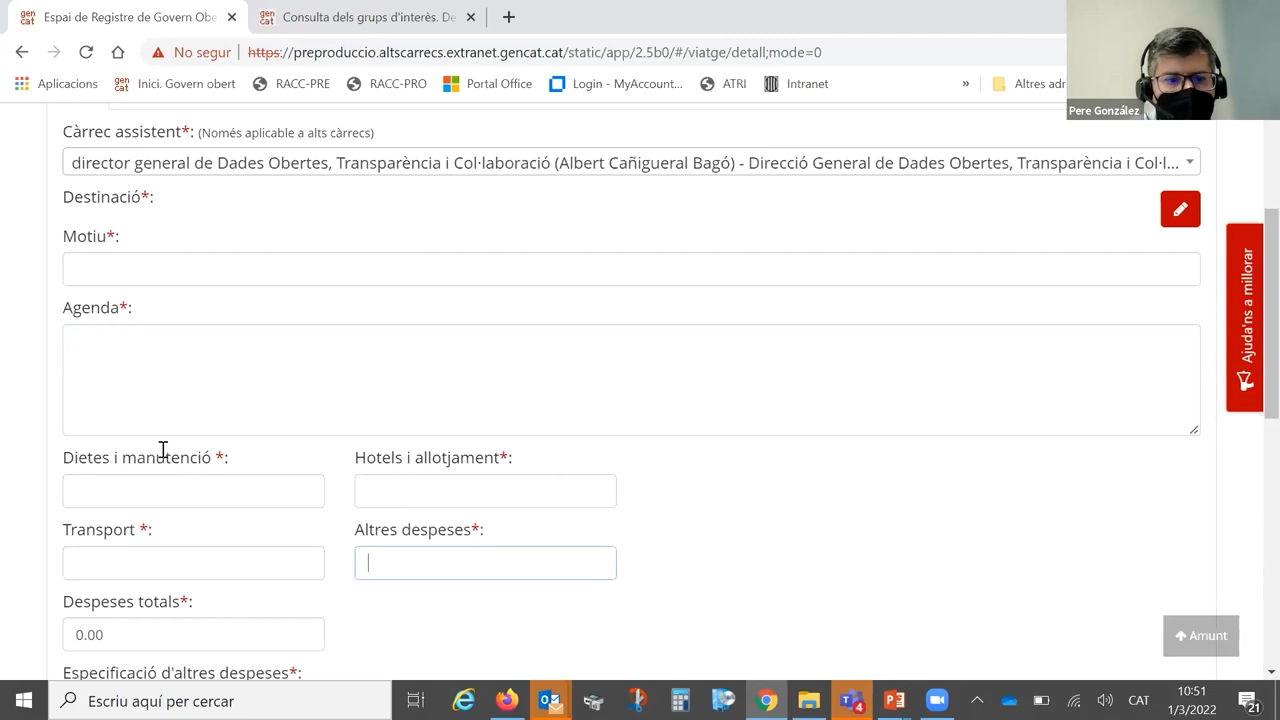 Espai de Registre de Govern Obe
Consulta dels grups d'interès. De
No segur
https://preproduccio.altscarrecs.extranet.gencat.cat/static/app/2.5b0/#/viatge/detall;mode=0
Aplicacions
gencat
Inici. Govern obert
RACC-PRE
RACC-PRO
Portal Office
Login - MyAccount...
ATRI
Intranet
»
Altres adr
Pere González
Càrrec assistent*: (Només aplicable a alts càrrecs)
director general de Dades Obertes, Transparència i Col·laboració (Albert Cañigueral Bagó) - Direcció General de Dades Obertes, Transparència i Col·l...
Destinació*:
Motiu*:
Agenda*:
Dietes i manutenció *:
Hotels i allotjament*:
Transport *:
Altres despeses*:
Despeses totals*:
0.00
Especificació d'altres despeses*:
Ajuda'ns a millorar
Amunt
Escriu aquí per cercar
4
CAT
10:51
1/3/2022
21